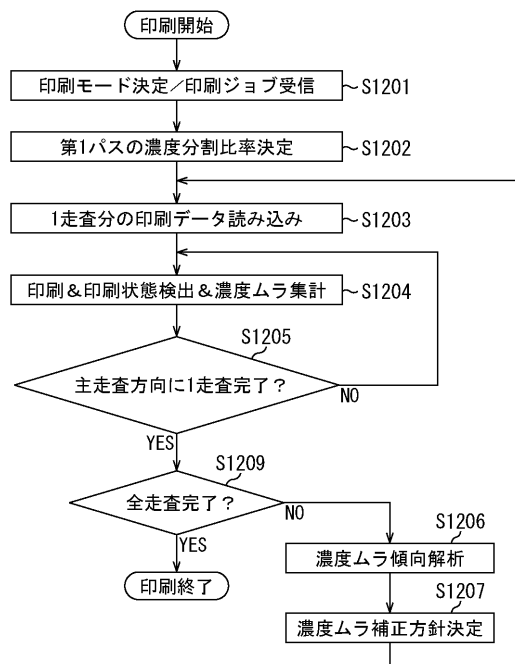 印刷開始
印刷モード決定／印刷ジョブ受信
S1201
第1パスの濃度分割比率決定
S1202
1走査分の印刷データ読み込み
S1203
印刷＆印刷状態検出＆濃度ムラ集計
S1204
S1205
主走査方向に1走査完了？
NO
YES
S1209
全走査完了？
NO
YES
S1206
濃度ムラ傾向解析
印刷終了
S1207
濃度ムラ補正方針決定